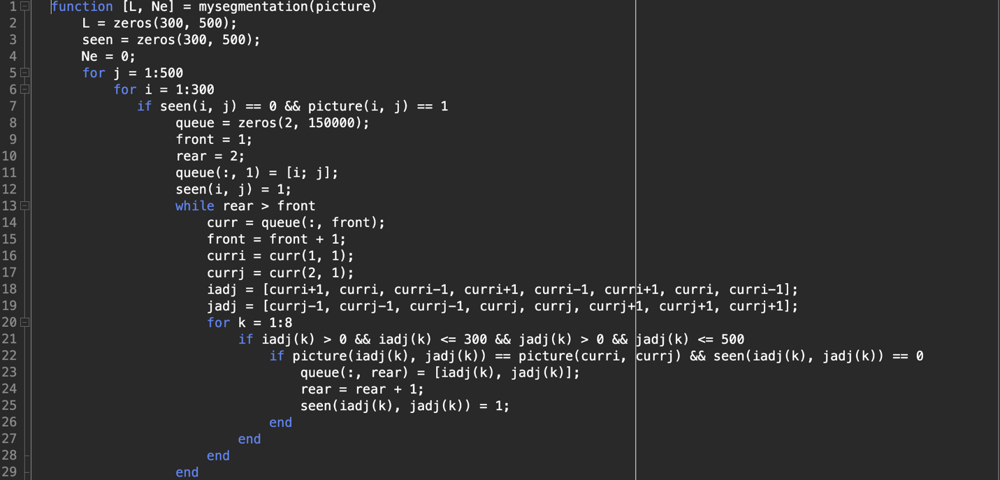 1 function [L, Ne] = mysegmentation(picture)
2 L = zeros(300, 500);
3 seen = zeros(300, 500);
4 Ne = 0;
5 for j = 1:500
6 for i = 1:300
7 if seen(i, j) == 0 && picture(i, j) == 1
8 queue = zeros(2, 150000);
9 front = 1;
10 rear = 2;
11 queue(:, 1) = [i; j];
12 seen(i, j) = 1;
13 while rear > front
14 curr = queue(:, front);
15 front = front + 1;
16 curri = curr(1, 1);
17 currj = curr(2, 1);
18 iadj = [curri+1, curri, curri-1, curri+1, curri-1, curri+1, curri, curri-1];
19 jadj = [currj-1, currj-1, currj-1, currj, currj, currj+1, currj+1, currj+1];
20 for k = 1:8
21 if iadj(k) > 0 && iadj(k) <= 300 && jadj(k) > 0 && jadj(k) <= 500
22 if picture(iadj(k), jadj(k)) == picture(curri, currj) && seen(iadj(k), jadj(k)) == 0
23 queue(:, rear) = [iadj(k), jadj(k)];
24 rear = rear + 1;
25 seen(iadj(k), jadj(k)) = 1;
26 end
27 end
28 end
29 end